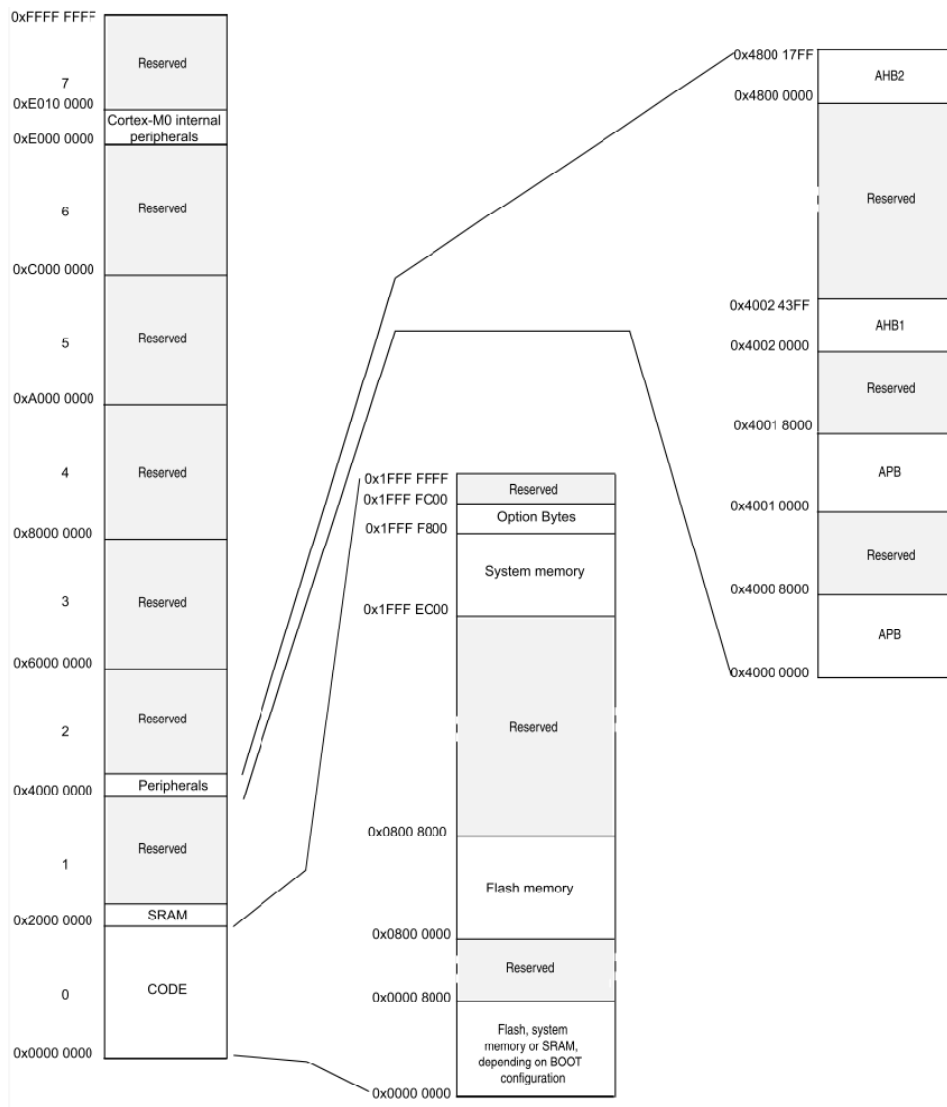 0xFFFF FFFF
Reserved
7
0xE010 0000
Cortex-M0 internal
peripherals
0xE000 0000
Reserved
6
0xC000 0000
Reserved
5
0xA000 0000
Reserved
4
0x8000 0000
Reserved
3
0x6000 0000
Reserved
2
Peripherals
0x4000 0000
Reserved
1
SRAM
0x2000 0000
CODE
0
0x0000 0000
0x1FFF FFFF
Reserved
0x1FFF FC00
Option Bytes
0x1FFF F800
System memory
0x1FFF EC00
Reserved
0x0800 8000
Flash memory
0x0800 0000
Reserved
0x0000 8000
Flash, system
memory or SRAM,
depending on BOOT
configuration
0x0000 0000
0x4800 17FF
AHB2
0x4800 0000
Reserved
0x4002 43FF
AHB1
0x4002 0000
Reserved
0x4001 8000
APB
0x4001 0000
Reserved
0x4000 8000
APB
0x4000 0000